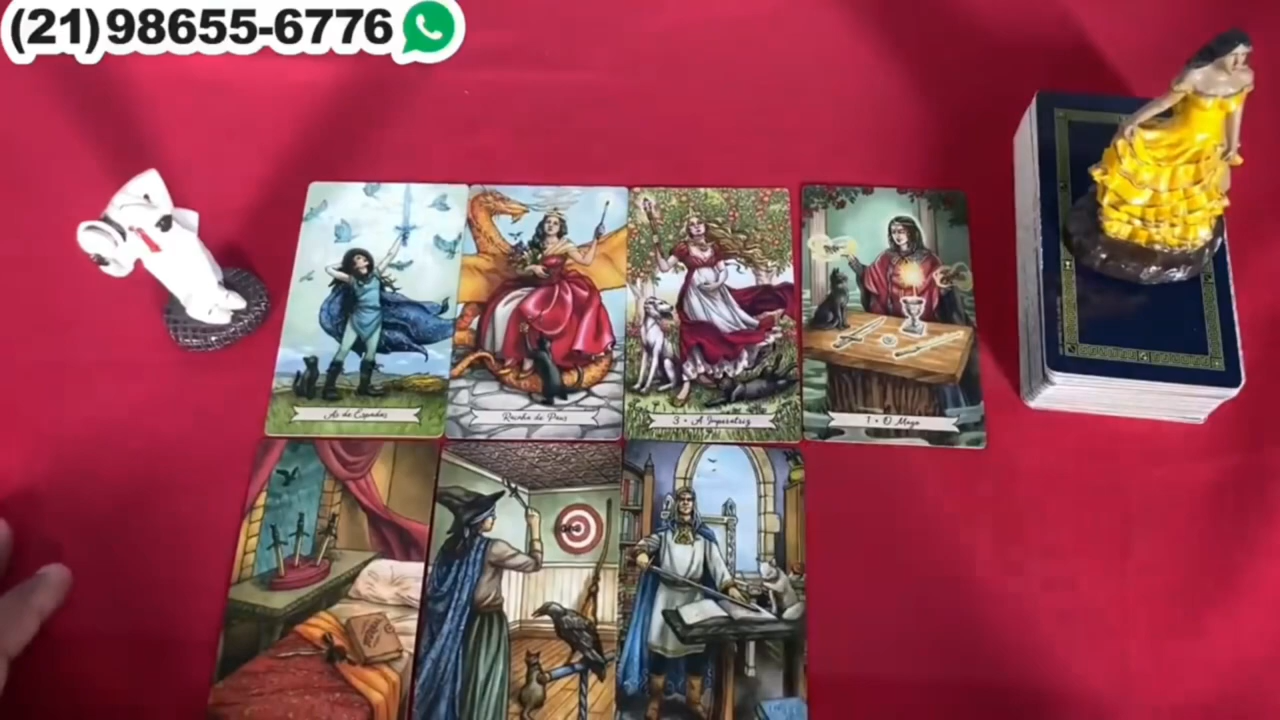 (21)98655-6776
Ás de Espadas
Rainha de Paus
3 • A Imperatriz
1 • O Mago